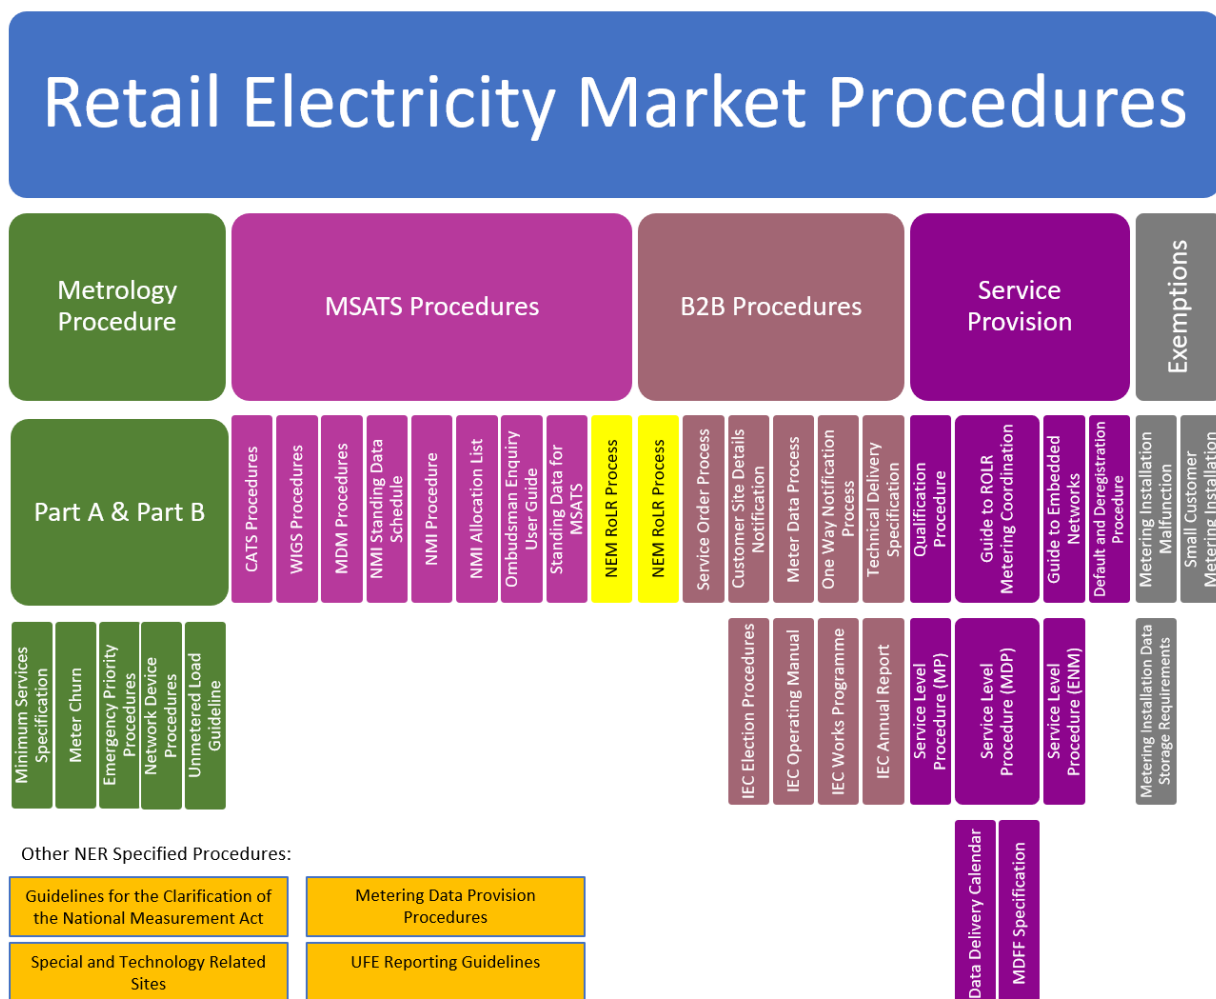 Retail Electricity Market Procedures
Metrology
Procedure
MSATS Procedures
B2B Procedures
Service
Provision
Exemptions
Part A & Part B
CATS Procedures
WIGS Procedures
MDM Procedures
NMI Standing Data
Schedule
NMI Procedure
NMI Allocation List
Ombudsman Enquiry
User Guide
Standing Data for
MSATS
NEM RoLR Process
NEM RoLR Process
Service Order Process
Customer Site Details
Notification
Meter Data Process
One Way Notification
Process
Technical Delivery
Specification
Qualification
Procedure
Guide to ROLR
Metering Coordination
Guide to Embedded
Networks
Default and Deregistration
Procedure
Metering Installation
Malfunction
Small Customer
Metering Installation
Minimum Services
Specification
Meter Churn
Emergency Priority
Procedures
Network Device
Procedures
Unmetered Load
Guideline
IEC Election Procedures
IEC Operating Manual
IEC Works Programme
IEC Annual Report
Service Level
Procedure (MP)
Service Level
Procedure (MDP)
Service Level
Procedure (ENM)
Metering Installation Data
Storage Requirements
Data Delivery Calendar
MDFF Specification
Other NER Specified Procedures:
Guidelines for the Clarification of
the National Measurement Act
Metering Data Provision
Procedures
Special and Technology Related
Sites
UFE Reporting Guidelines